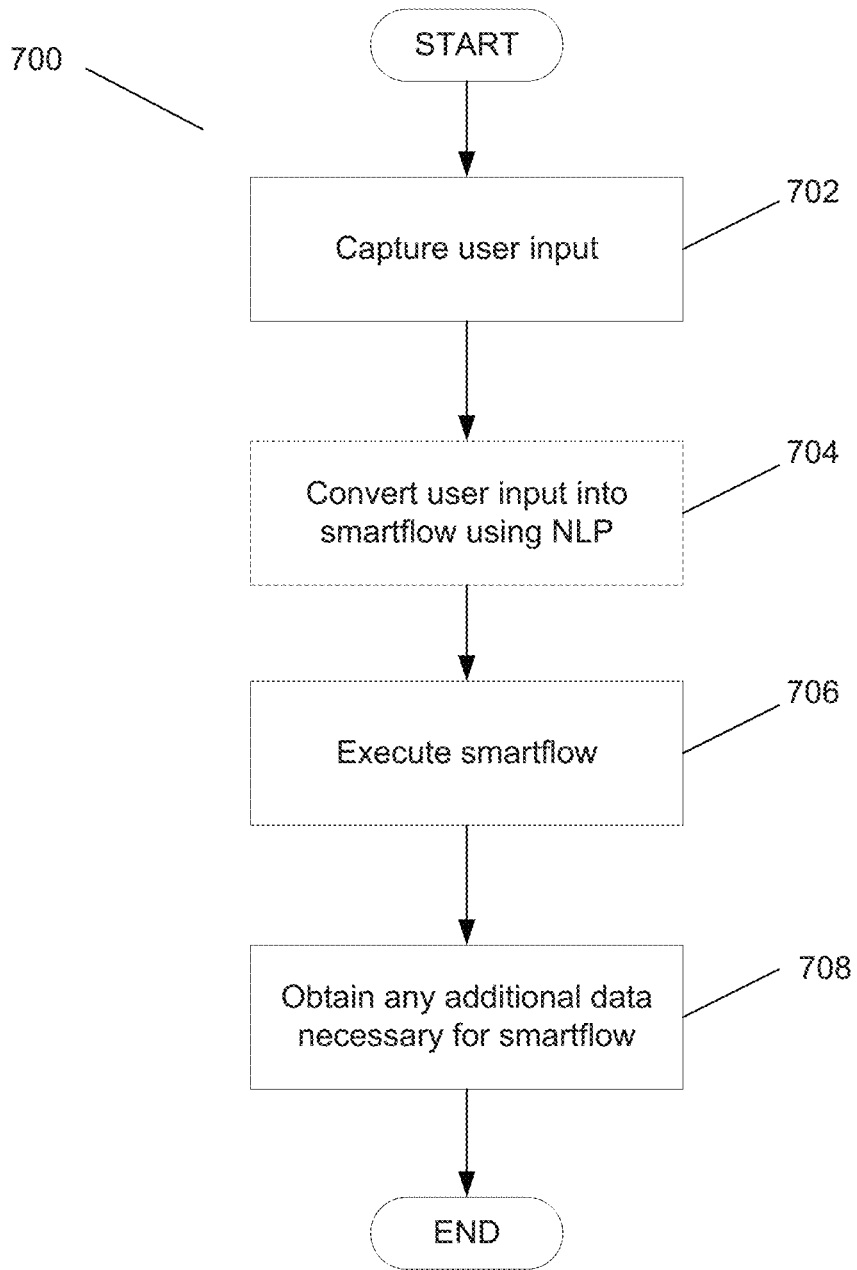 START
700
702
Capture user input
704
Convert user input into
smartflow using NLP
706
Execute smartflow
708
Obtain any additional data
necessary for smartflow
END